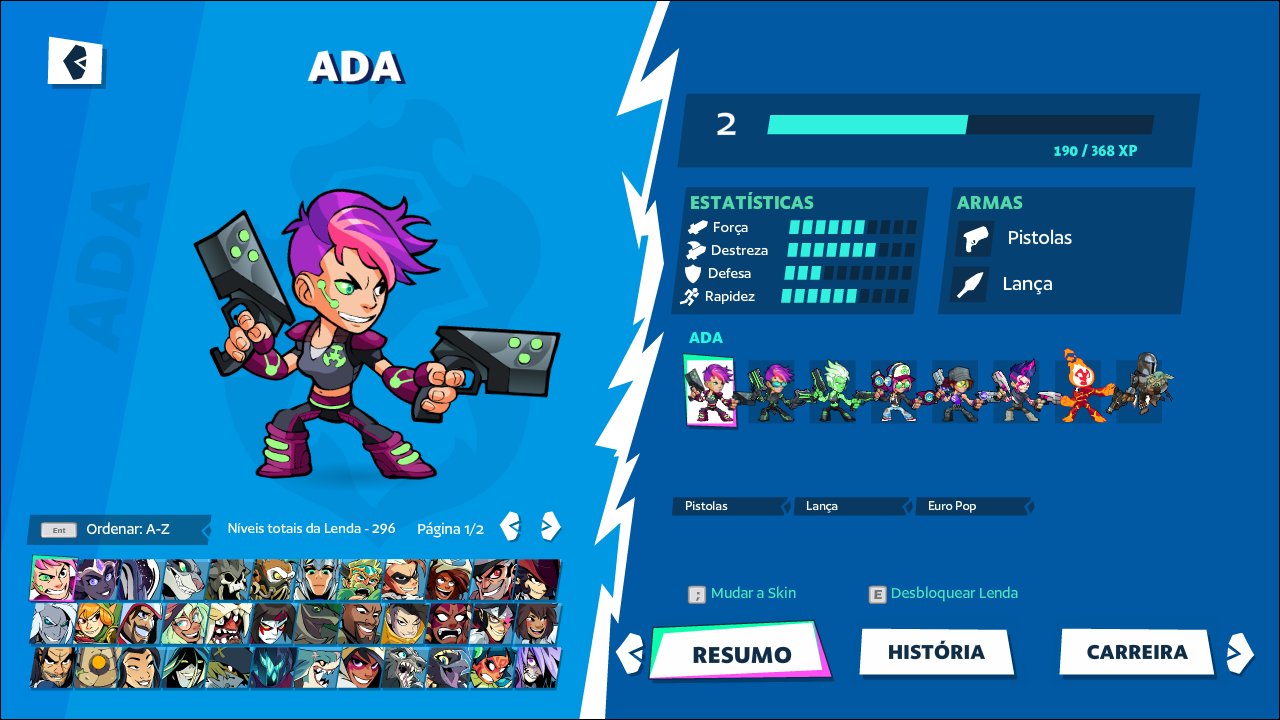 ADA
ADA
2
190 / 368 XP
ESTATÍSTICAS
Força
Destreza
Defesa
Rapidez
ARMAS
Pistolas
Lança
ADA
Pistolas
Lança
Euro Pop
Ent Ordenar: A-Z
Níveis totais da Lenda - 296
Página 1/2
; Mudar a Skin
E Desbloquear Lenda
RESUMO
HISTÓRIA
CARREIRA